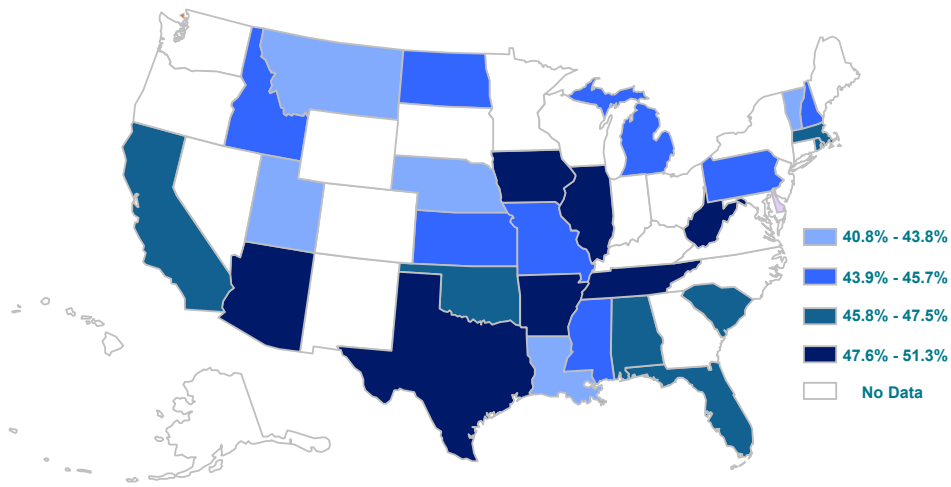 40.8% - 43.8%
43.9% - 45.7%
45.8% - 47.5%
47.6% - 51.3%
No Data